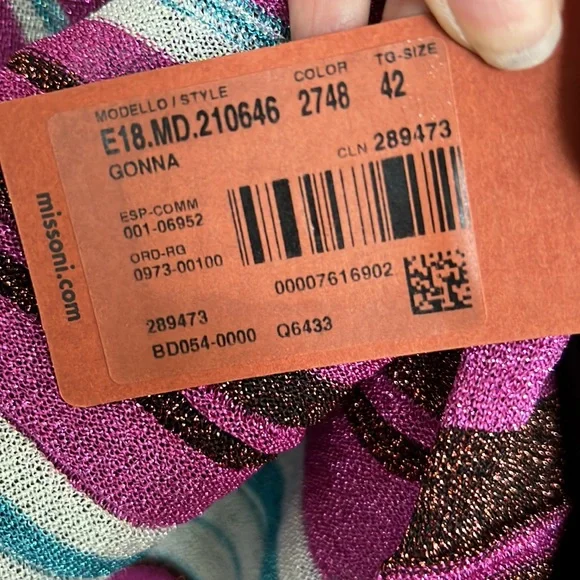 MODELLO / STYLE COLOR TG-SIZE
E18.MD.210646 2748 42
GONNA
CLN 289473
ESP-COMM
001-06952
ORD-RG
0973-00100
00007616902
289473
BD054-0000 Q6433
missoni.com